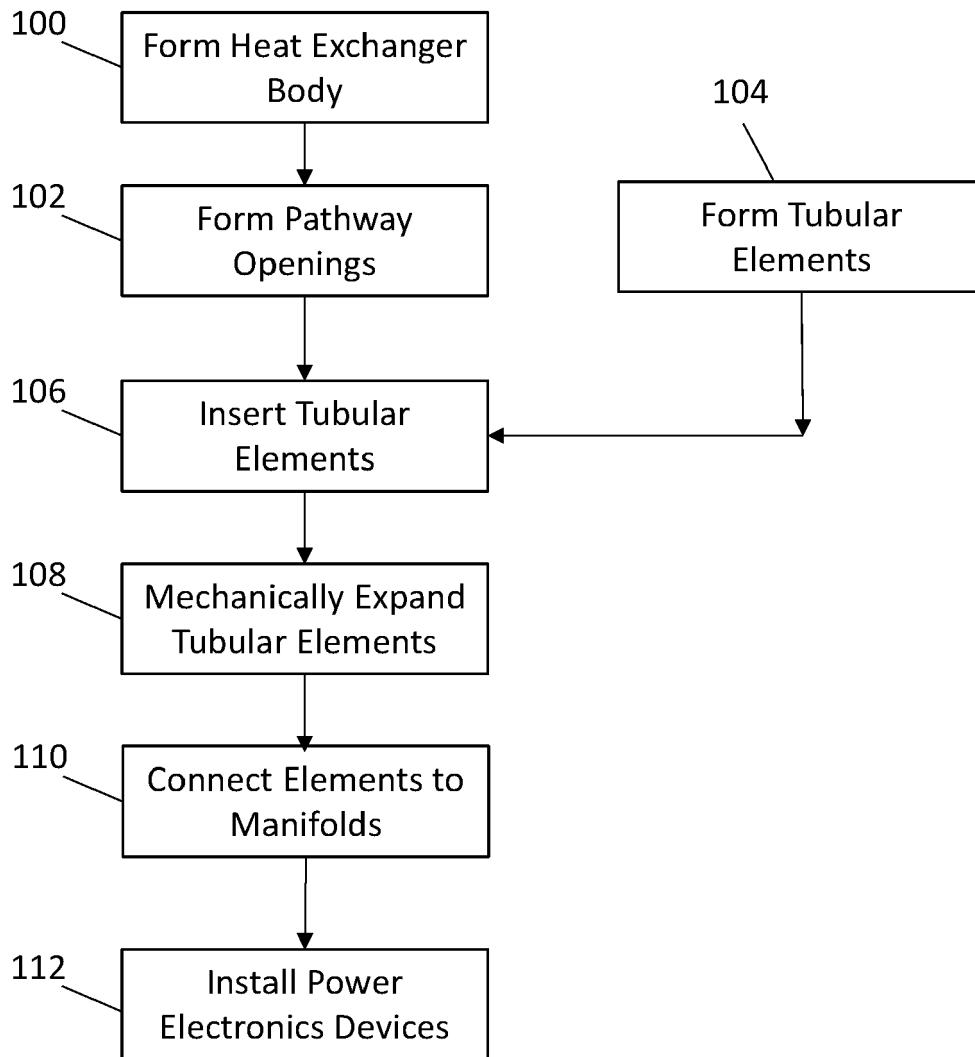 100
Form Heat Exchanger
Body
104
102
Form Pathway
Openings
Form Tubular
Elements
106
Insert Tubular
Elements
108
Mechanically Expand
Tubular Elements
110
Connect Elements to
Manifolds
112
Install Power
Electronics Devices